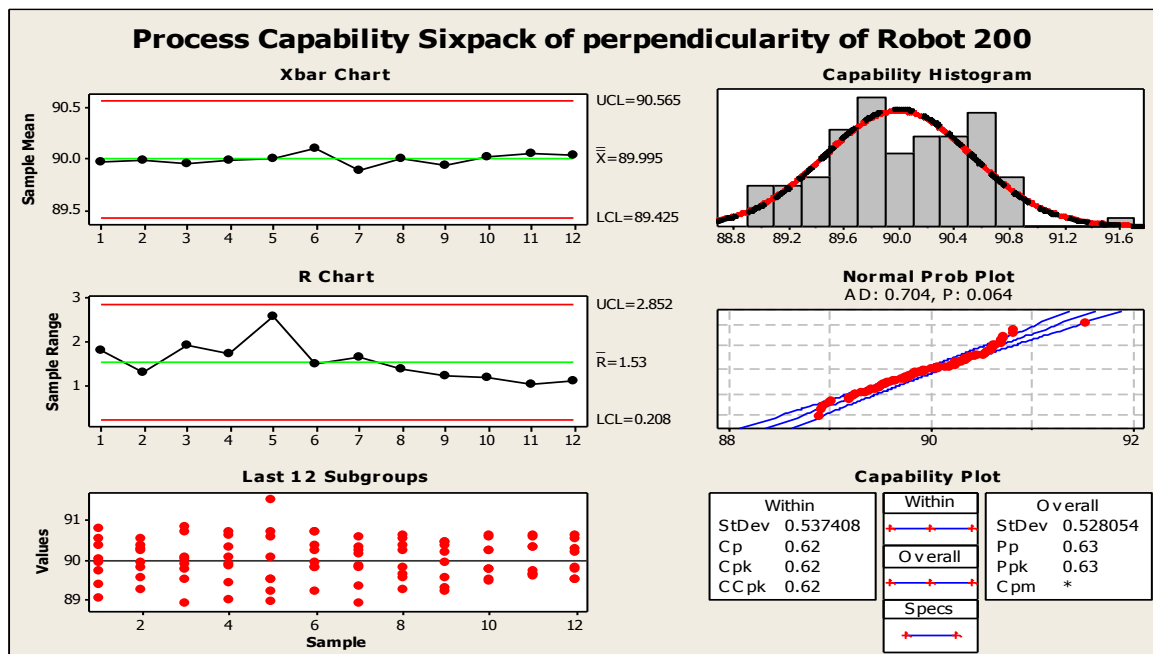 Process Capability Sixpack of perpendicularity of Robot 200
Xbar Chart
Sample Mean
90.5
90.0
89.5
UCL=90.565
X=89.995
LCL=89.425
1 2 3 4 5 6 7 8 9 10 11 12
Capability Histogram
88.8 89.2 89.6 90.0 90.4 90.8 91.2 91.6
R Chart
Sample Range
3
2
1
UCL=2.852
R=1.53
LCL=0.208
1 2 3 4 5 6 7 8 9 10 11 12
Normal Prob Plot
AD: 0.704, P: 0.064
88 90 92
Last 12 Subgroups
Values
91
90
89
2 4 6 8 10 12
Sample
Capability Plot
Within
StDev 0.537408
Cp 0.62
Cpk 0.62
CCpk 0.62
Within
Overall
Specs
Overall
StDev 0.528054
Pp 0.63
Ppk 0.63
Cpm *